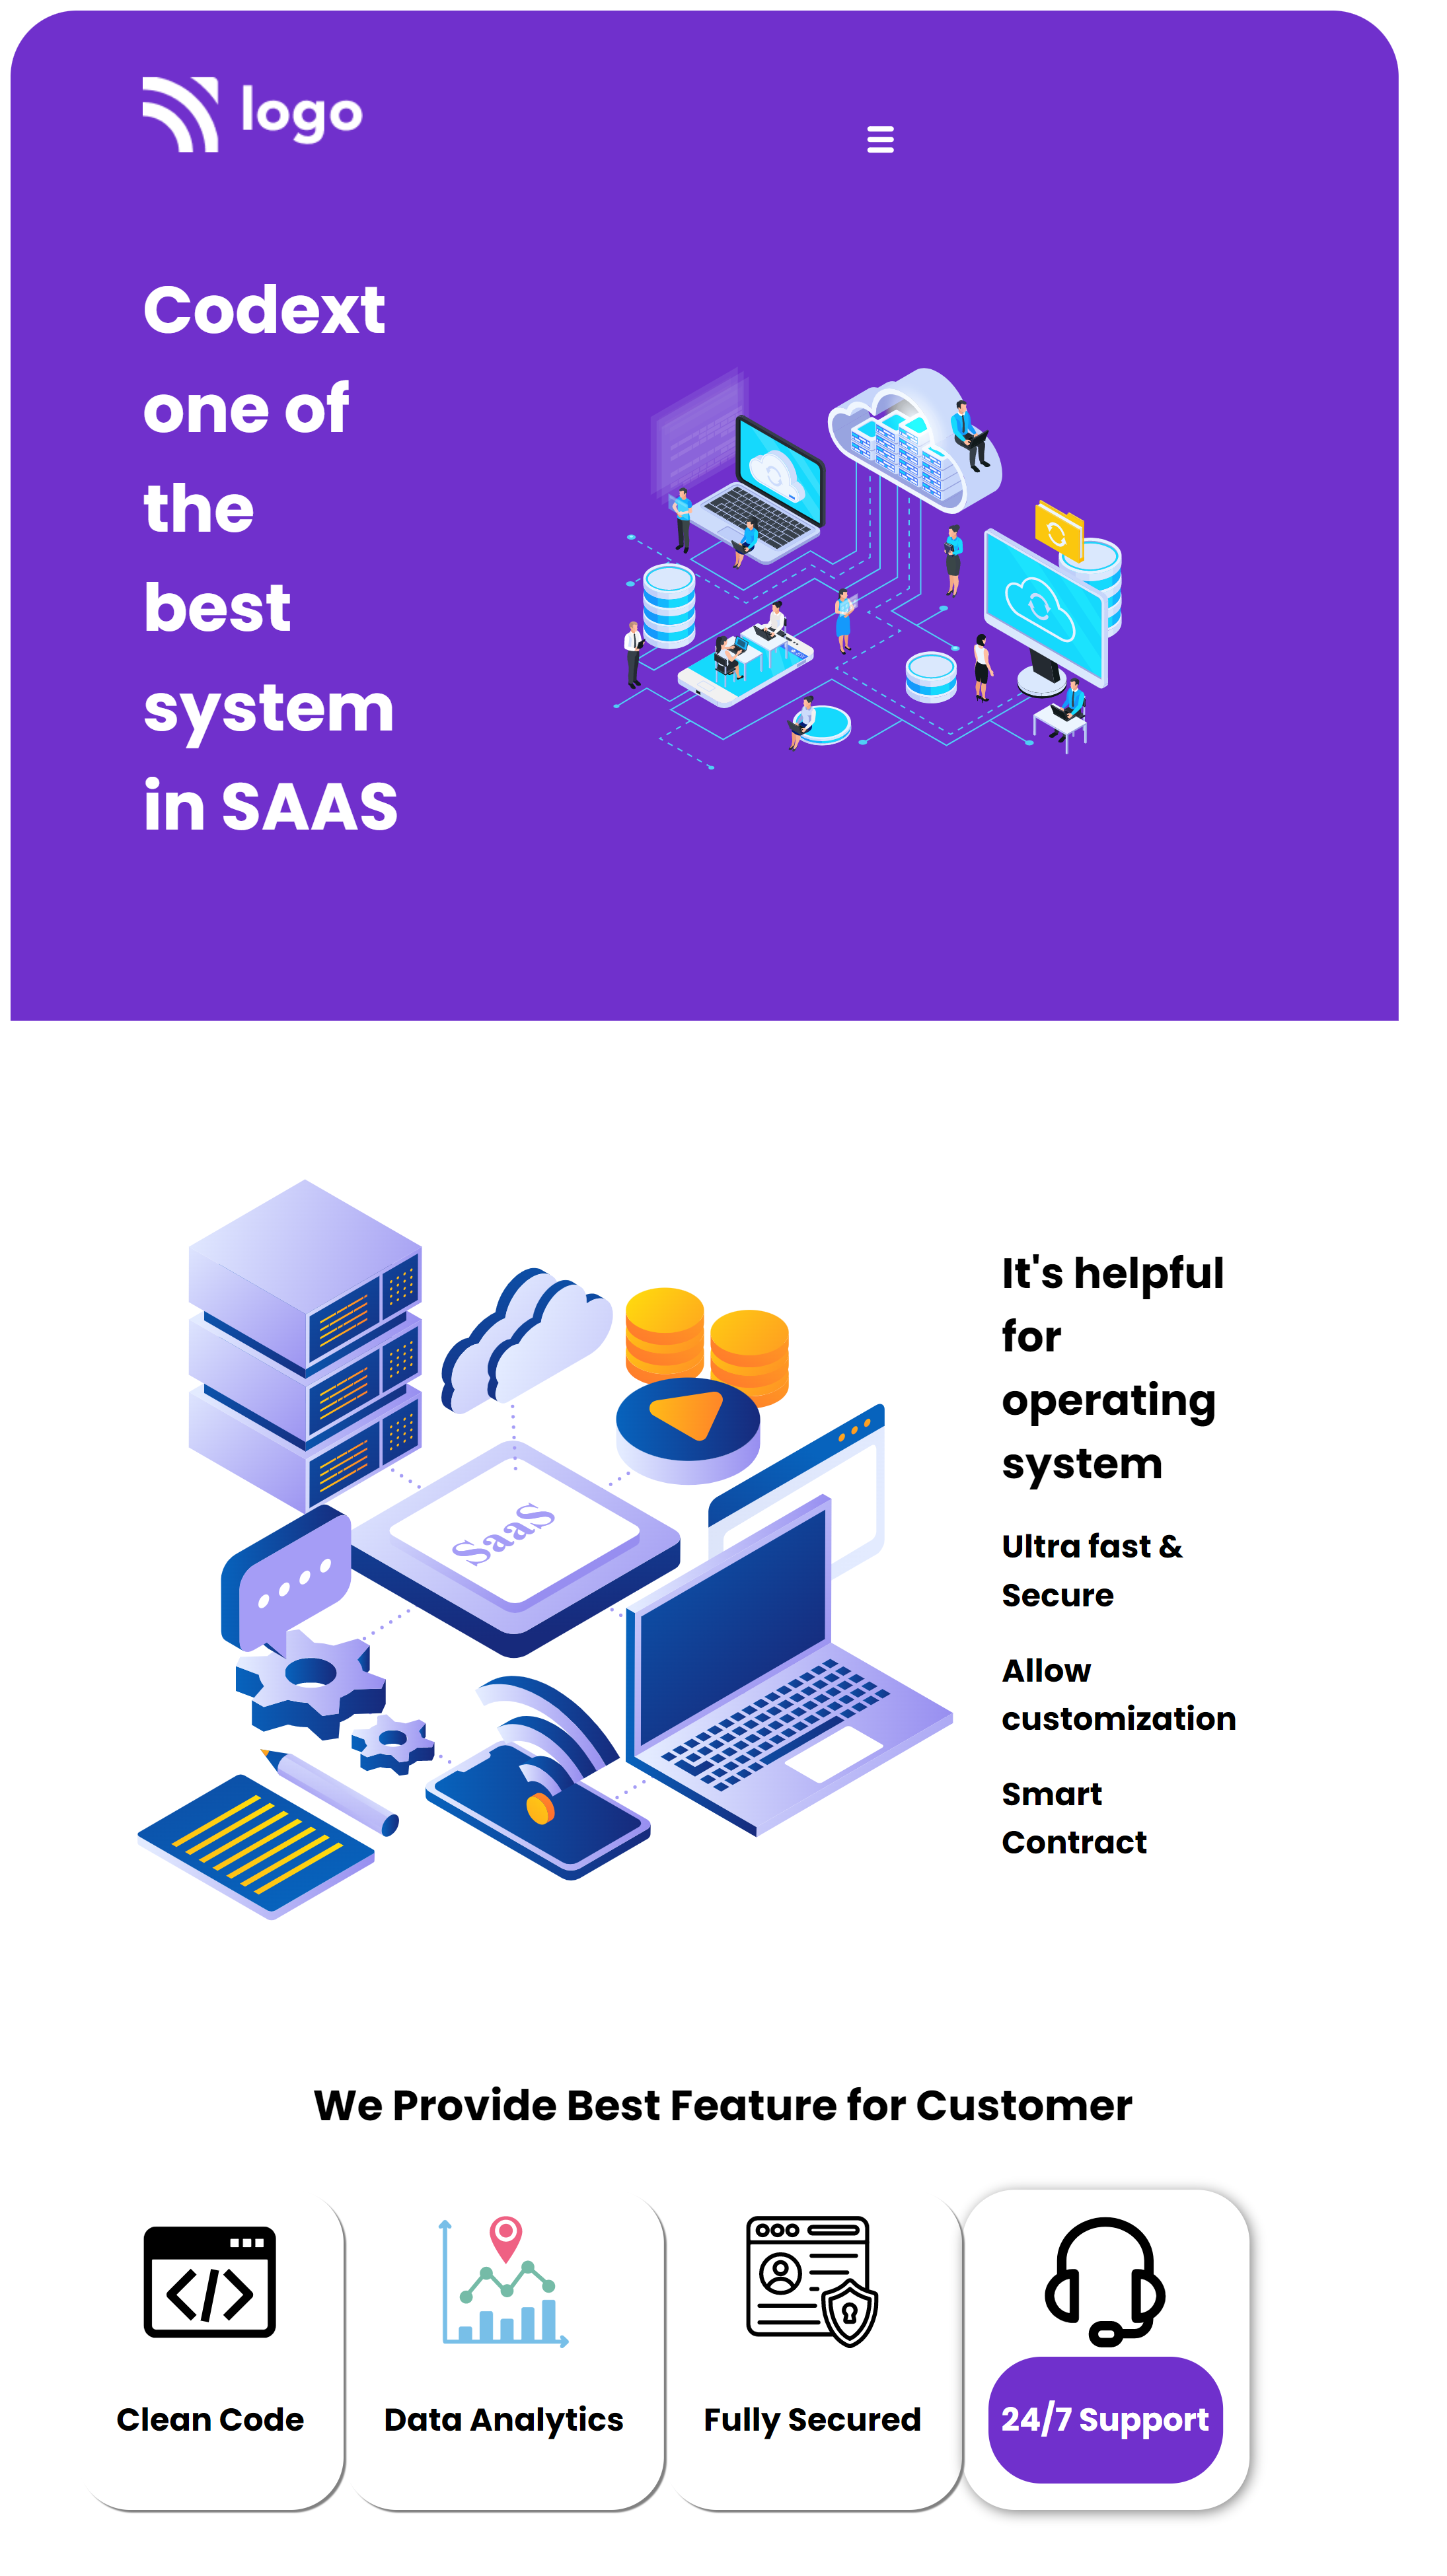 logo
Codext
one of
the
best
system
in SAAS
SaaS
It's helpful
for
operating
system
Ultra fast &
Secure
Allow
customization
Smart
Contract
We Provide Best Feature for Customer
Clean Code
Data Analytics
Fully Secured
24/7 Support